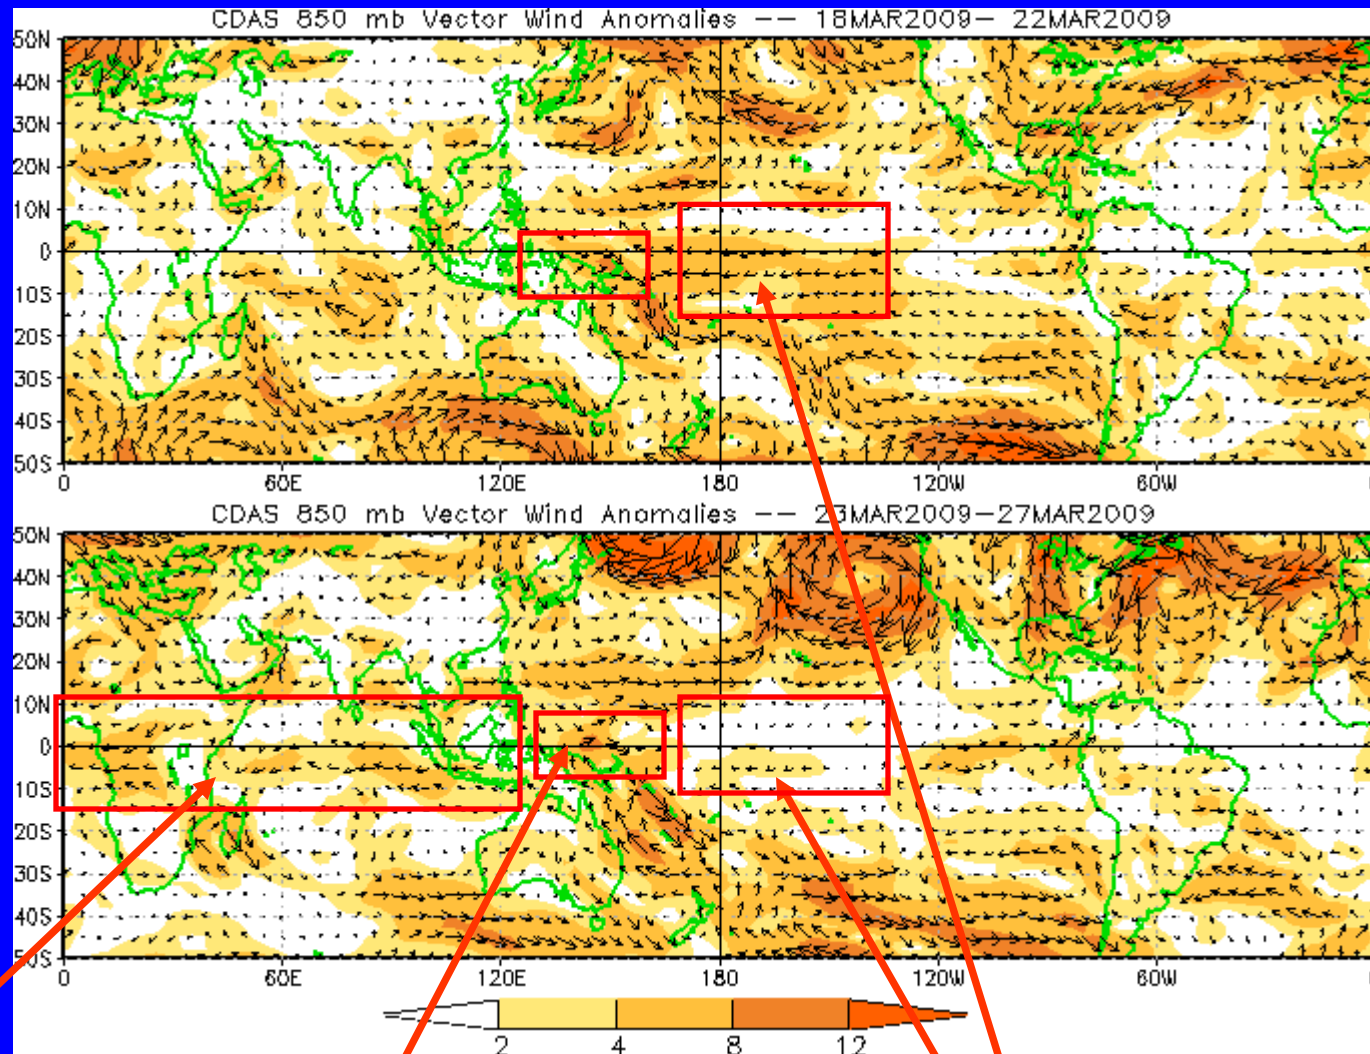 CDAS 850 mb Vector Wind Anomalies -- 18MAR2009- 22MAR2009
50N
40N
30N
20N
10N
0
10S
20S
30S
40S
50S
0 60E 120E 180 120W 60W
CDAS 850 mb Vector Wind Anomalies -- 23MAR2009-27MAR2009
50N
40N
30N
20N
10N
0
10S
20S
30S
40S
50S
0 60E 120E 180 120W 60W
2 4 8 12